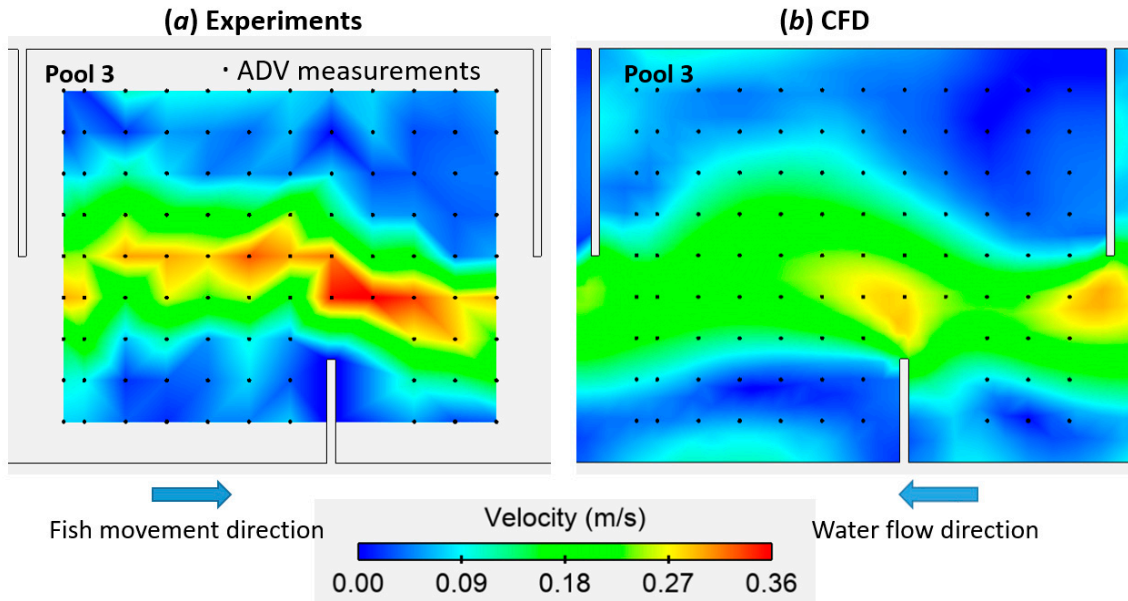 (a) Experiments
(b) CFD
Pool 3
· ADV measurements
Pool 3
Fish movement direction
Water flow direction
Velocity (m/s)
0.00 0.09 0.18 0.27 0.36